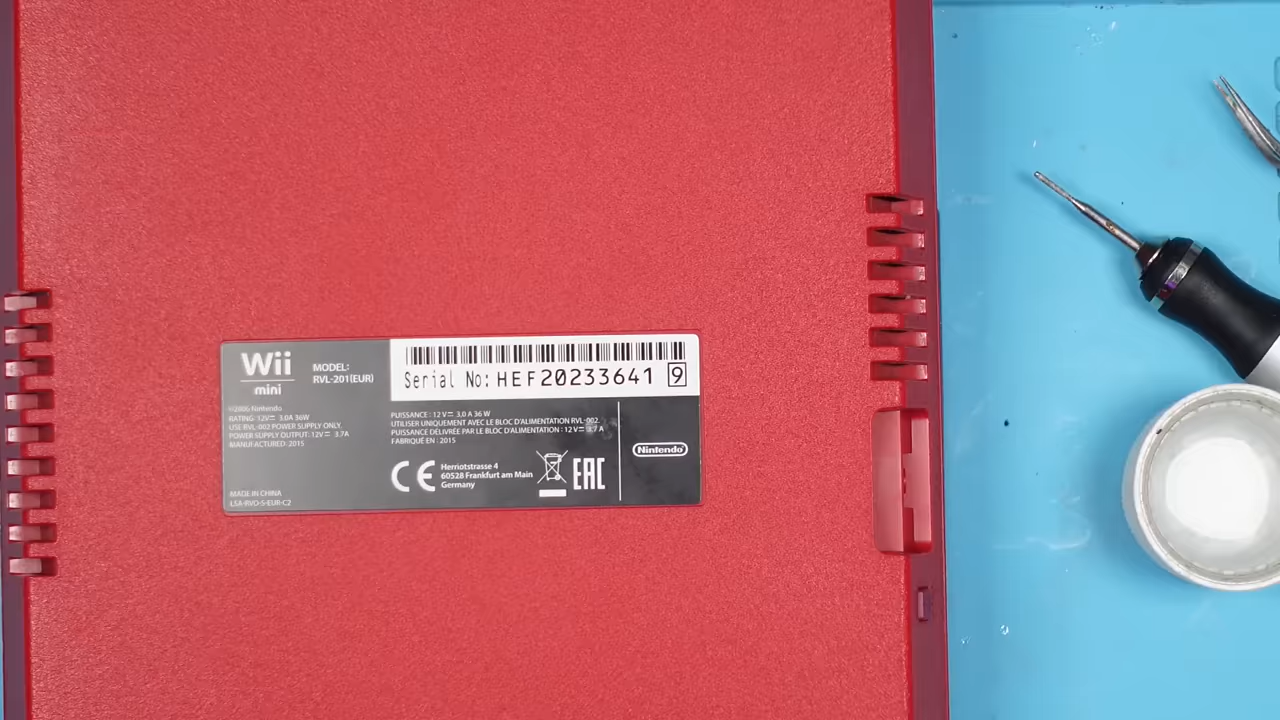 Wii
mini
MODEL:
RVL-201(EUR)
Serial No: HEF20233641 9
©2006 Nintendo
RATING: 12V⎓ 3.0A 36W
USE RVL-002 POWER SUPPLY ONLY.
POWER SUPPLY OUTPUT: 12V⎓ 3.7A
MANUFACTURED: 2015
MADE IN CHINA
LSA-RVO-S-EUR-C2
PUISSANCE : 12 V⎓ 3,0 A 36 W
UTILISER UNIQUEMENT AVEC LE BLOC D'ALIMENTATION RVL-002.
PUISSANCE DÉLIVRÉE PAR LE BLOC D'ALIMENTATION : 12 V⎓ 3,7 A
FABRIQUÉ EN : 2015
CE
Herriotstrasse 4
60528 Frankfurt am Main
Germany
EAC
Nintendo